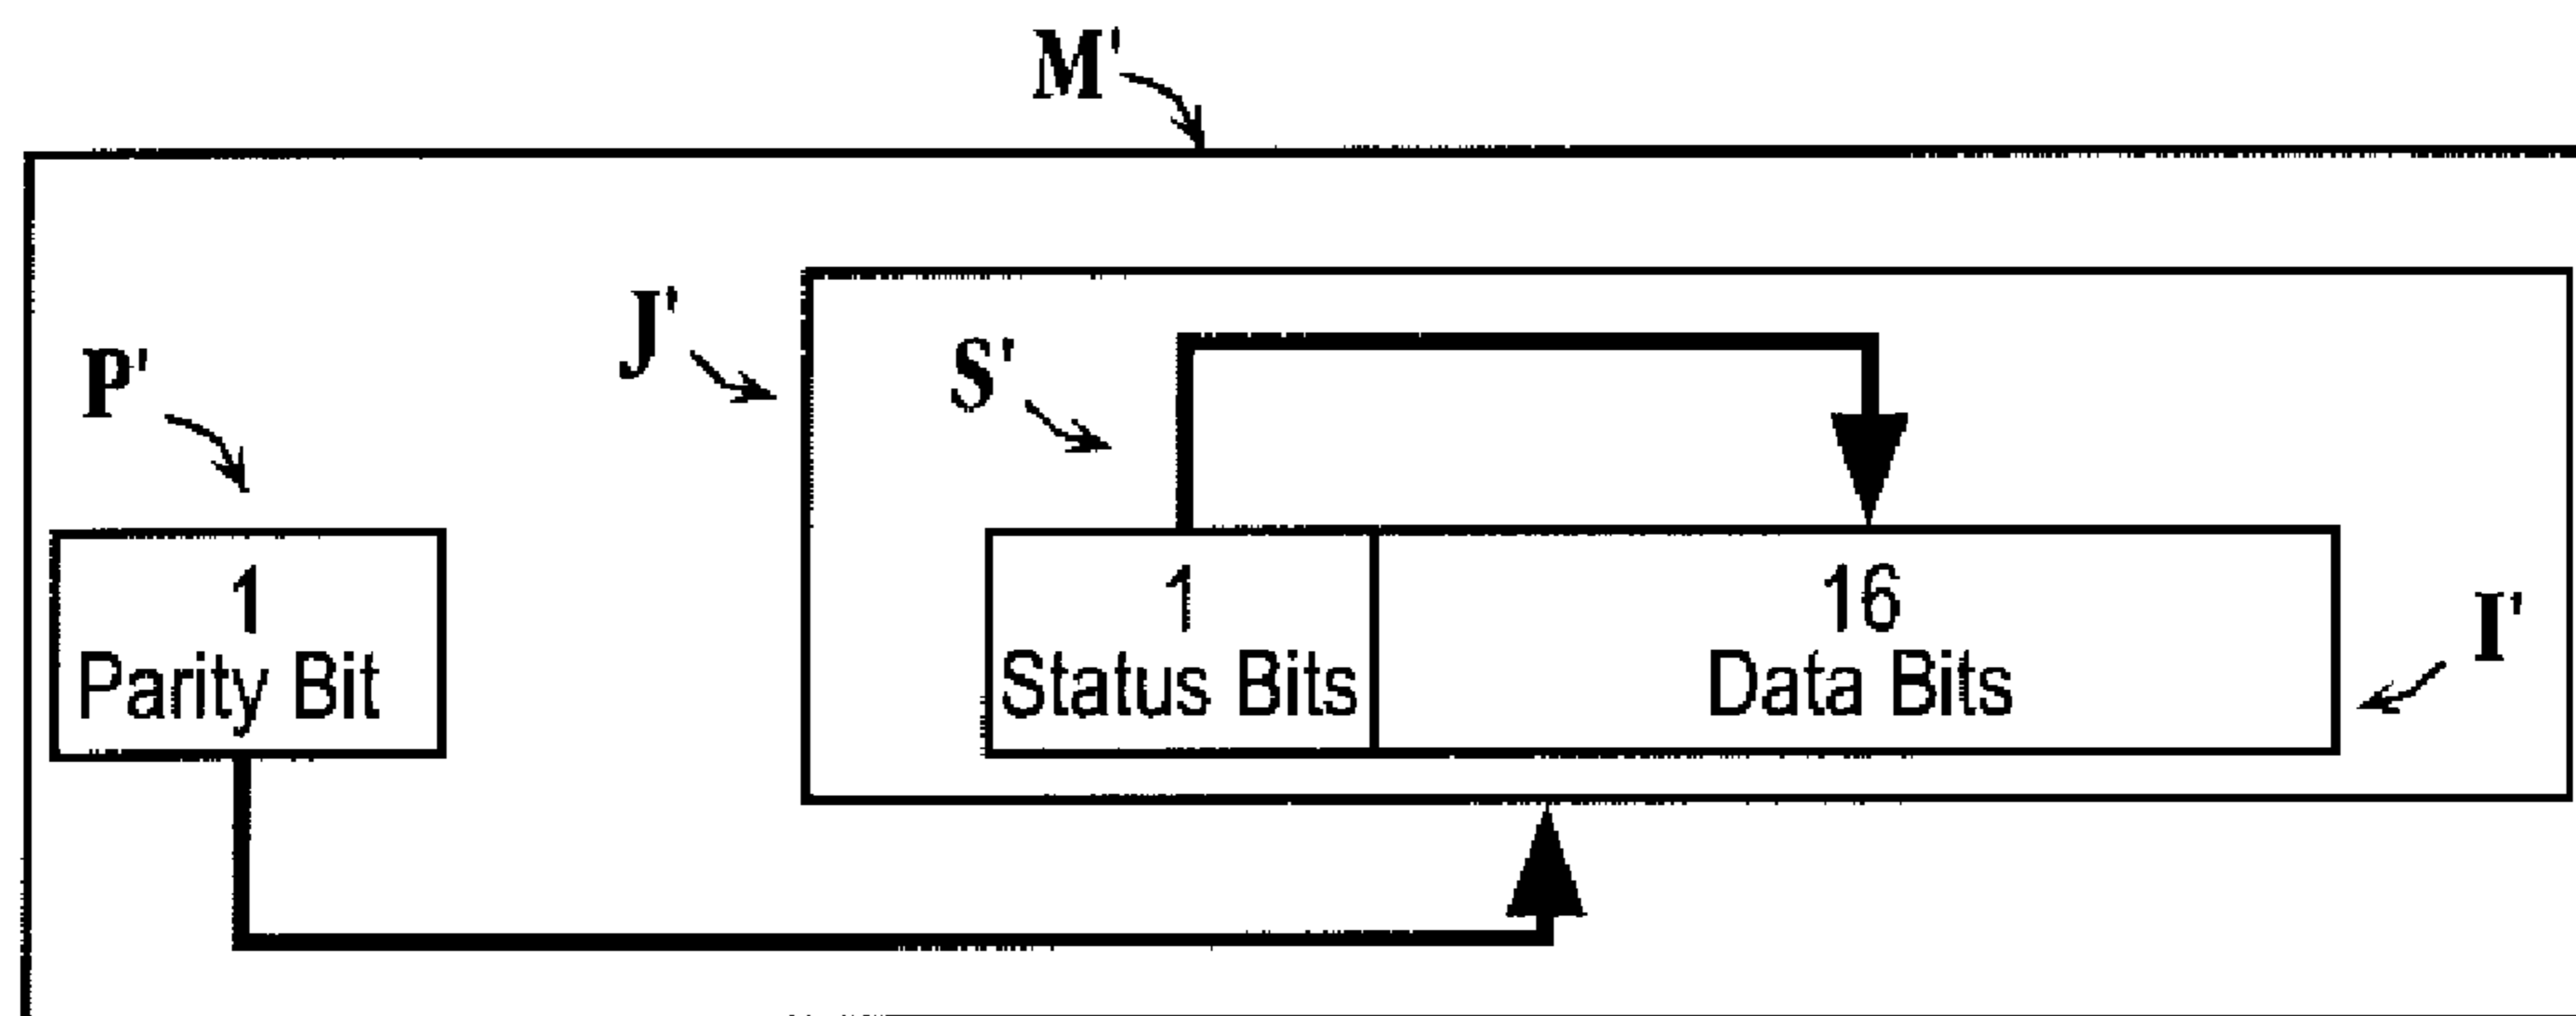 M'
J'
S'
P'
1
Parity Bit
1
Status Bits
16
Data Bits
I'